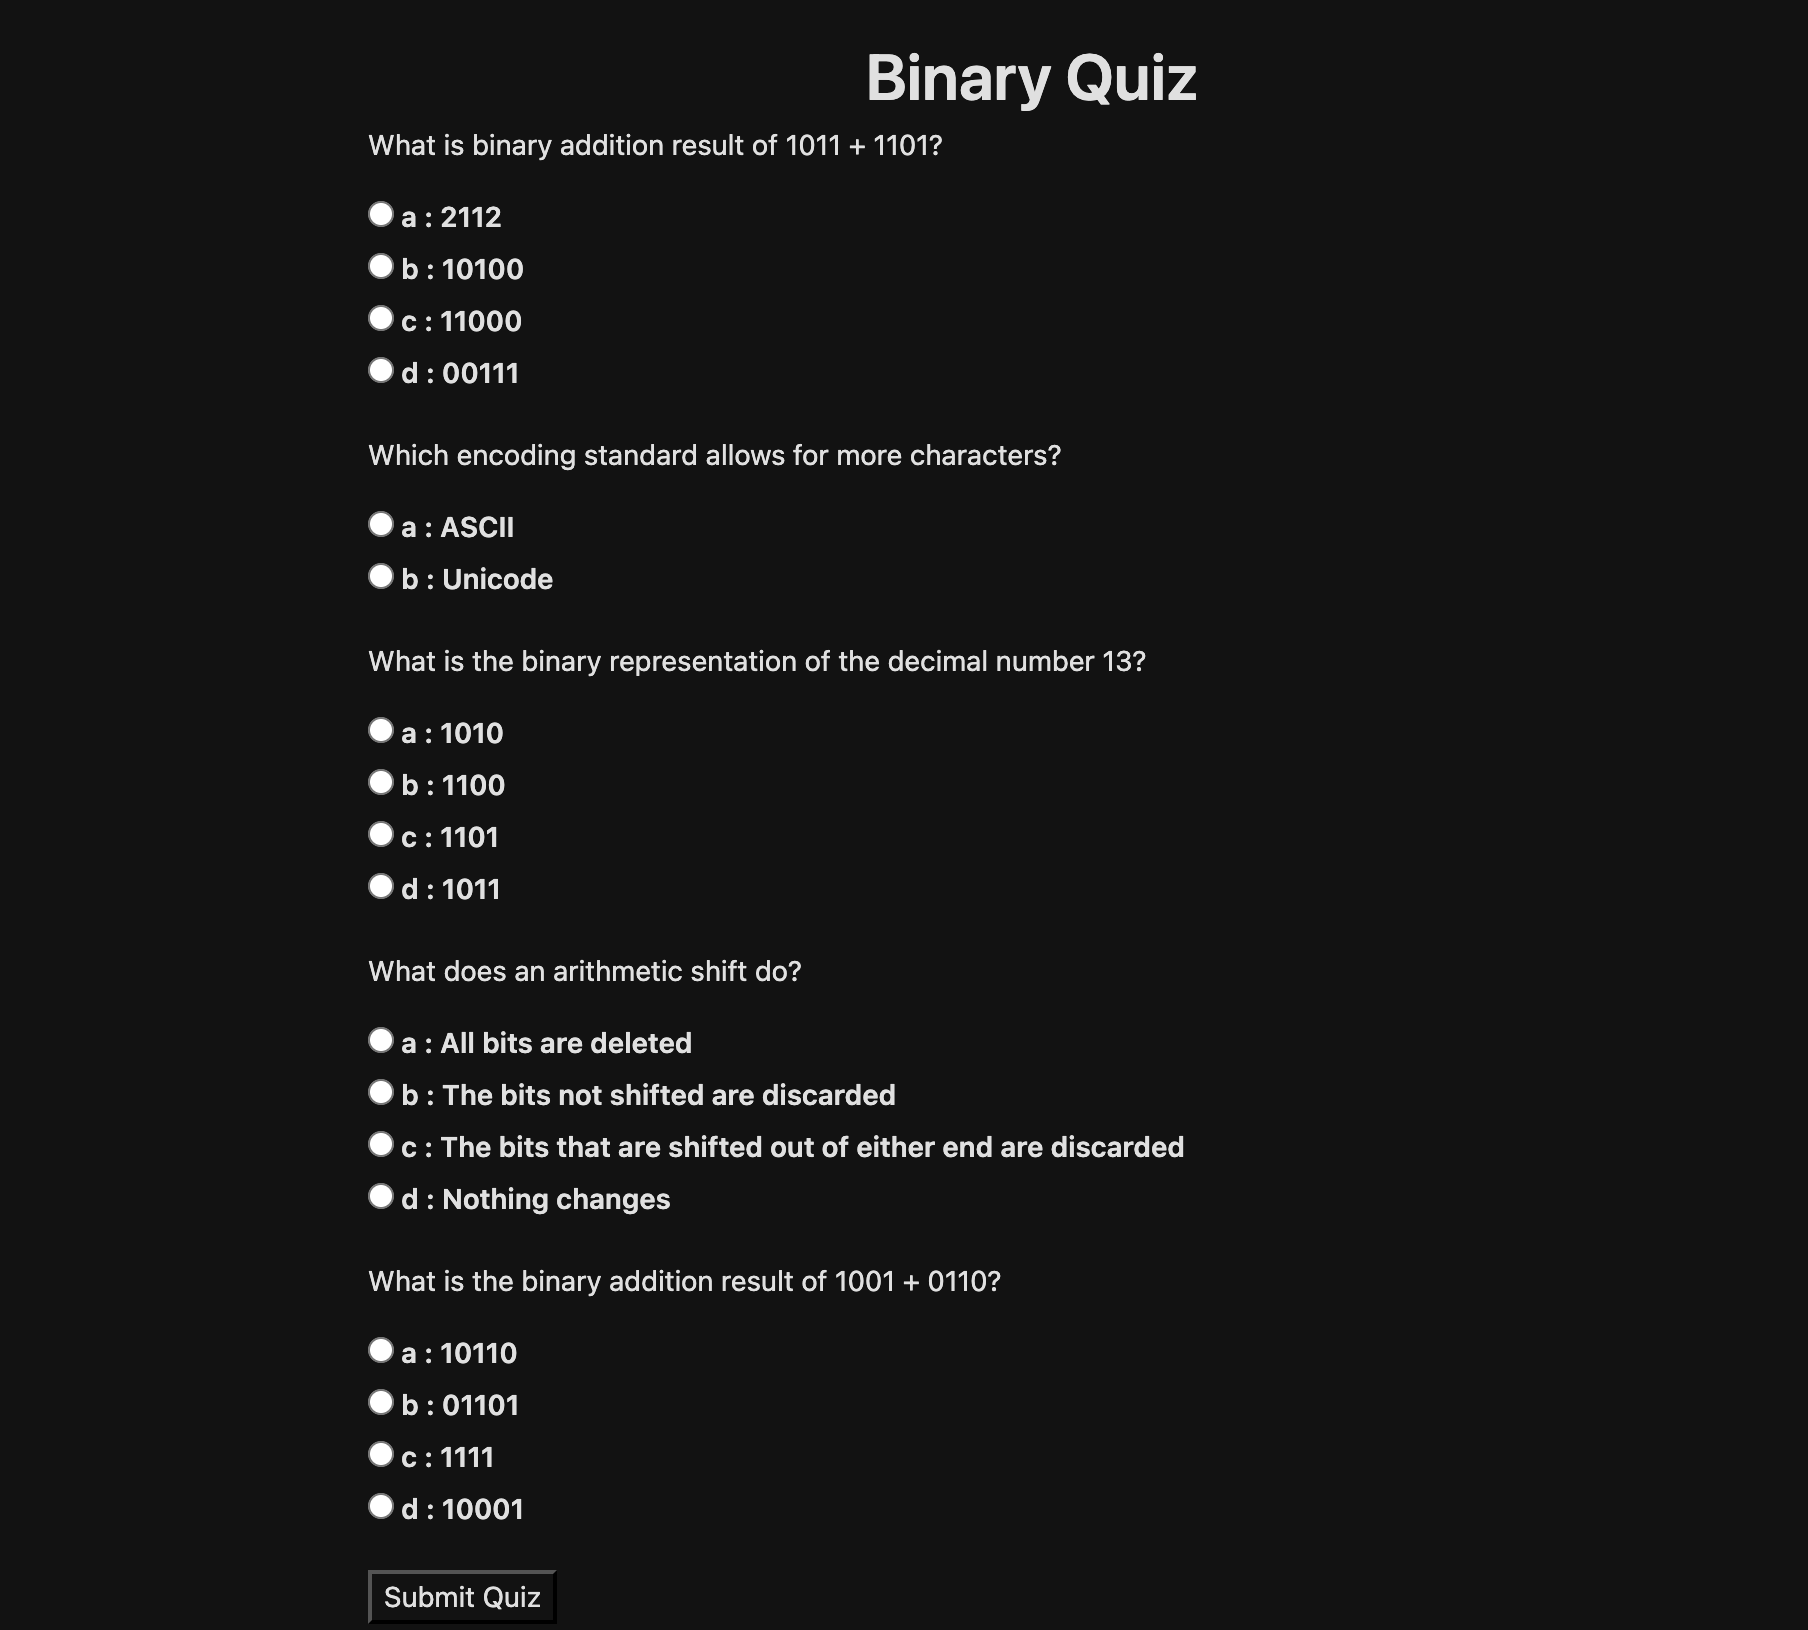 Binary Quiz
What is binary addition result of 1011 + 1101?
a : 2112
b : 10100
c : 11000
d : 00111
Which encoding standard allows for more characters?
a : ASCII
b : Unicode
What is the binary representation of the decimal number 13?
a : 1010
b : 1100
c : 1101
d : 1011
What does an arithmetic shift do?
a : All bits are deleted
b : The bits not shifted are discarded
c : The bits that are shifted out of either end are discarded
d : Nothing changes
What is the binary addition result of 1001 + 0110?
a : 10110
b : 01101
c : 1111
d : 10001
Submit Quiz